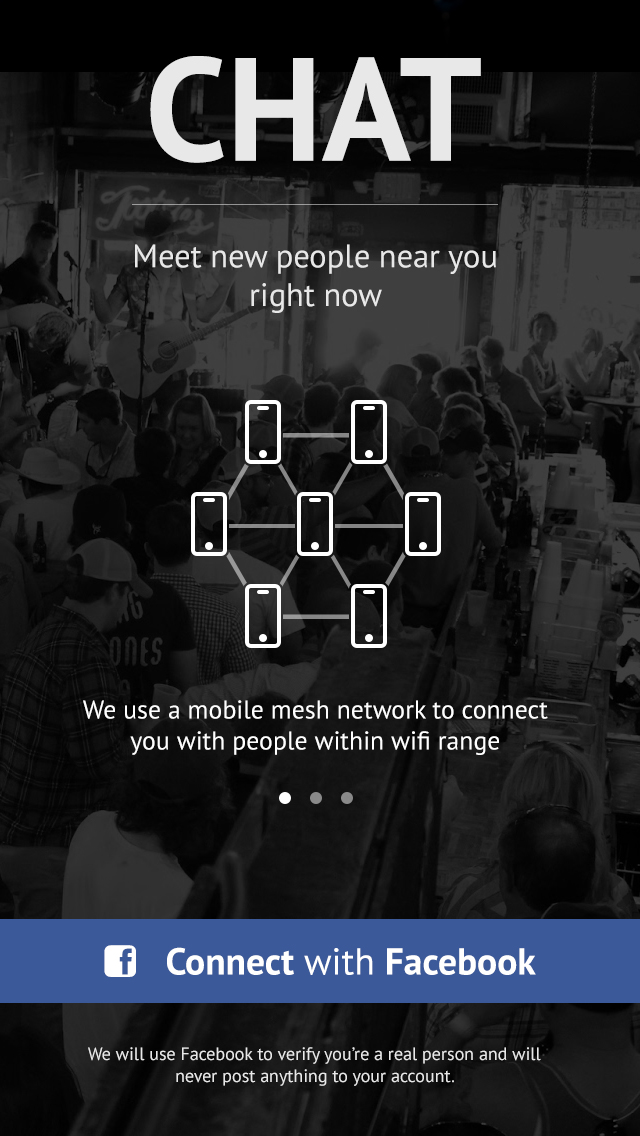 CHAT
Meet new people near you
right now
We use a mobile mesh network to connect
you with people within wifi range
Connect with Facebook
We will use Facebook to verify you're a real person and will
never post anything to your account.